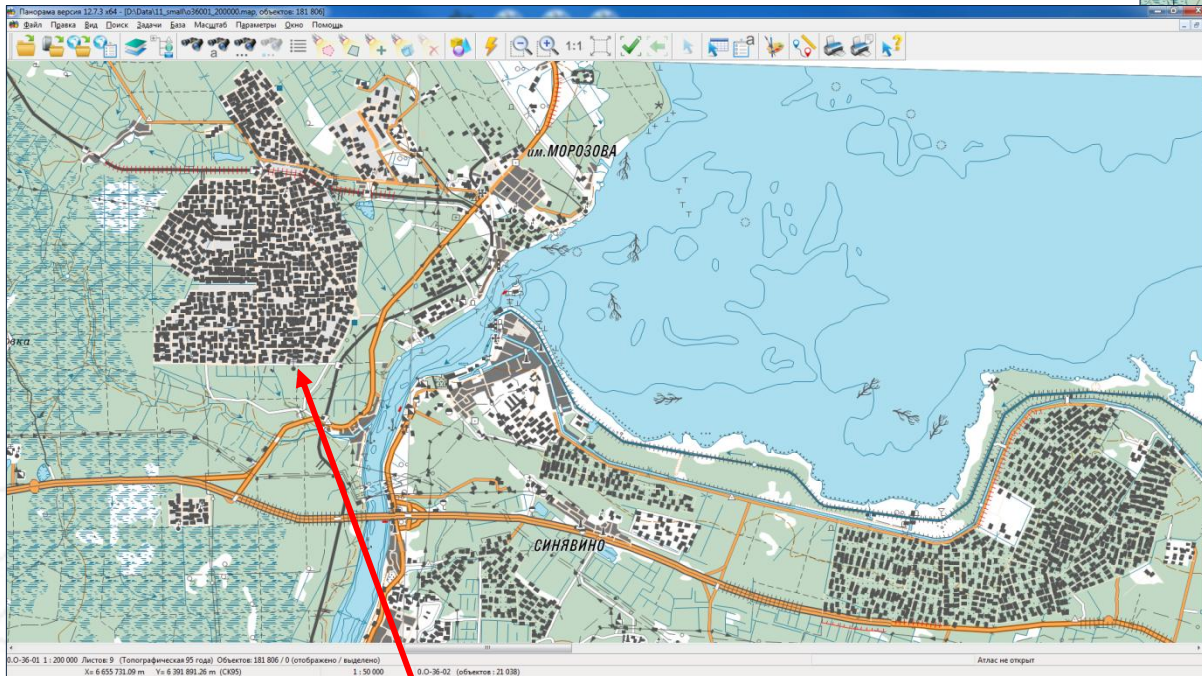 Панорама версия 12.7.3 x64 - [D:\Data\11_small\o36001_200000.map, объектов: 181 806]
Файл Правка Вид Поиск Задачи База Масштаб Параметры Окно Помощь
a ... ... 1:1 a ?
им.МОРОЗОВА
вка
СИНЯВИНО
0.O-36-01 1 : 200 000 Листов: 9 (Топографическая 95 года) Объектов: 181 806 / 0 (отображено / выделено) Атлас не открыт
X= 6 655 731.09 m Y= 6 391 891.26 m (СК95) 1 : 50 000 0.O-36-02 (объектов : 21 038)